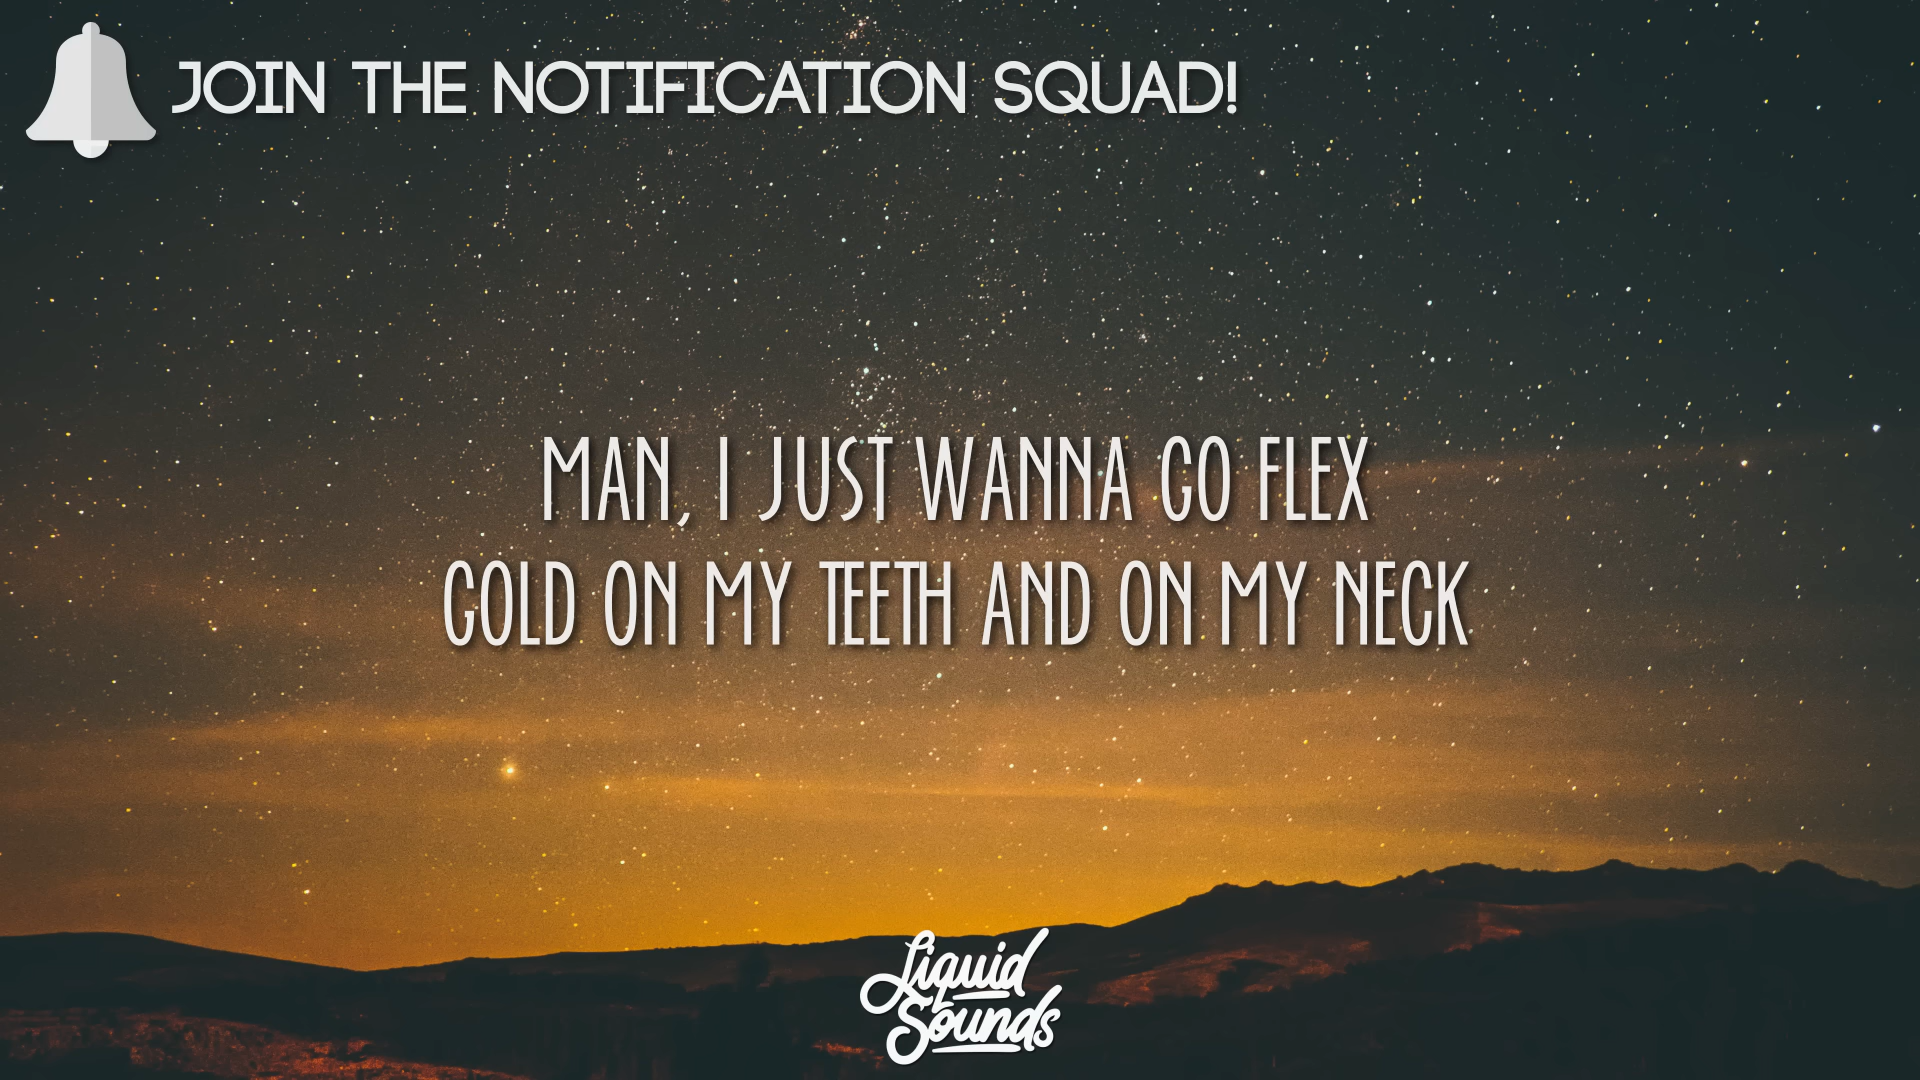 JOIN THE NOTIFICATION SQUAD!
MAN, I JUST WANNA GO FLEX
GOLD ON MY TEETH AND ON MY NECK
Liquid
Sounds